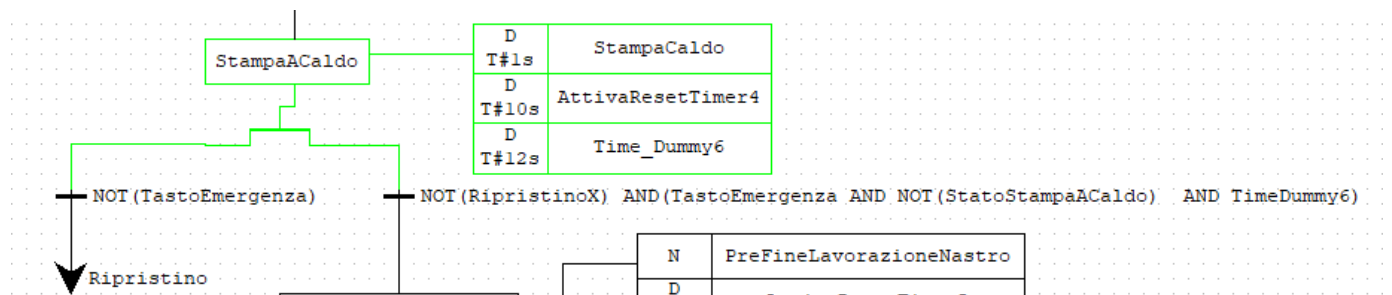 StampaACaldo
D
T#1s
StampaCaldo
D
T#10s
AttivaResetTimer4
D
T#12s
Time_Dummy6
NOT(TastoEmergenza)
NOT(RipristinoX) AND(TastoEmergenza AND NOT(StatoStampaACaldo)  AND TimeDummy6)
Ripristino
N
PreFineLavorazioneNastro
D